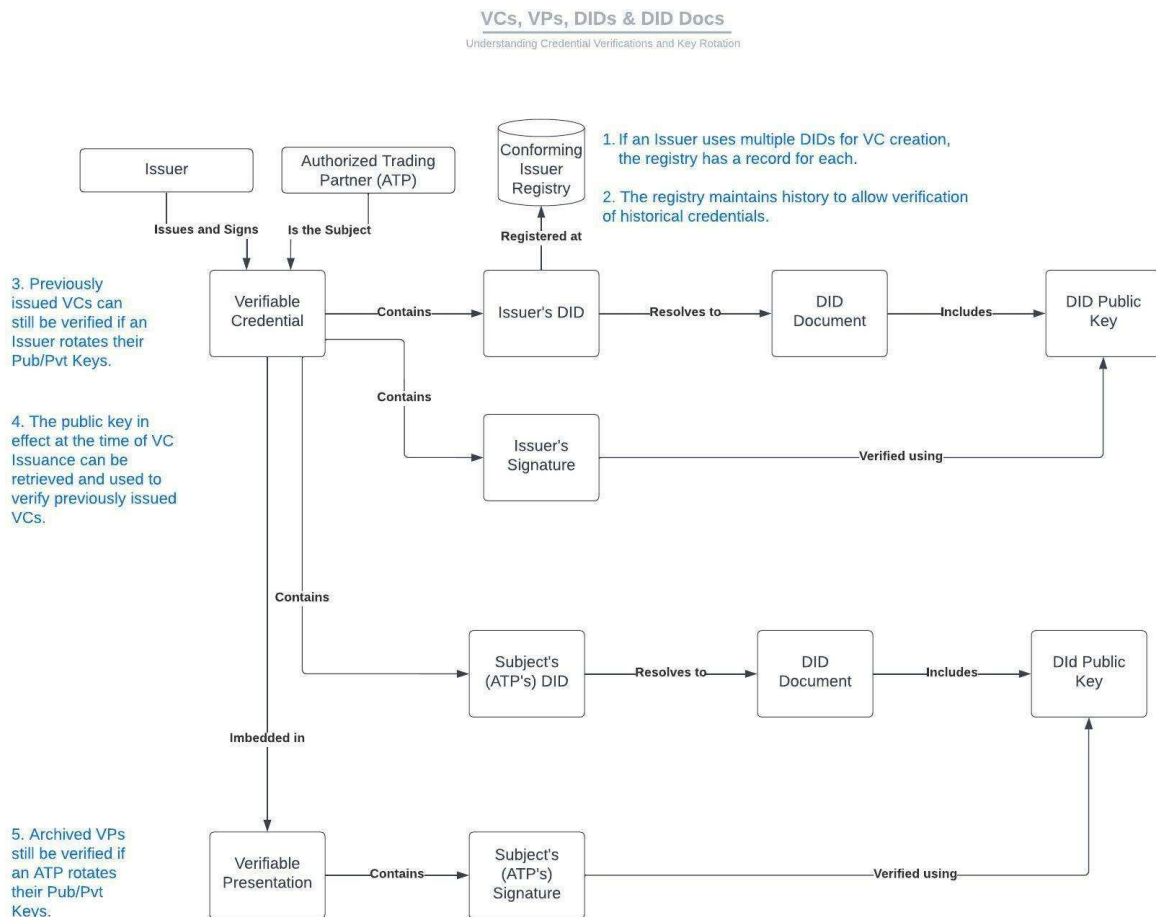 VCs, VPs, DIDs & DID Docs
Understanding Credential Verifications and Key Rotation
Issuer
Authorized Trading
Partner (ATP)
Conforming
Issuer
Registry
1. If an Issuer uses multiple DIDs for VC creation,
the registry has a record for each.
2. The registry maintains history to allow verification
of historical credentials.
Issues and Signs
Is the Subject
Registered at
3. Previously
issued VCs can
still be verified if an
Issuer rotates their
Pub/Pvt Keys.
Verifiable
Credential
Contains
Issuer's DID
Resolves to
DID
Document
Includes
DID Public
Key
Contains
4. The public key in
effect at the time of VC
Issuance can be
retrieved and used to
verify previously issued
VCs.
Issuer's
Signature
Verified using
Contains
Subject's
(ATP's) DID
Resolves to
DID
Document
Includes
DId Public
Key
Imbedded in
5. Archived VPs
still be verified if
an ATP rotates
their Pub/Pvt
Keys.
Verifiable
Presentation
Contains
Subject's
(ATP's)
Signature
Verified using